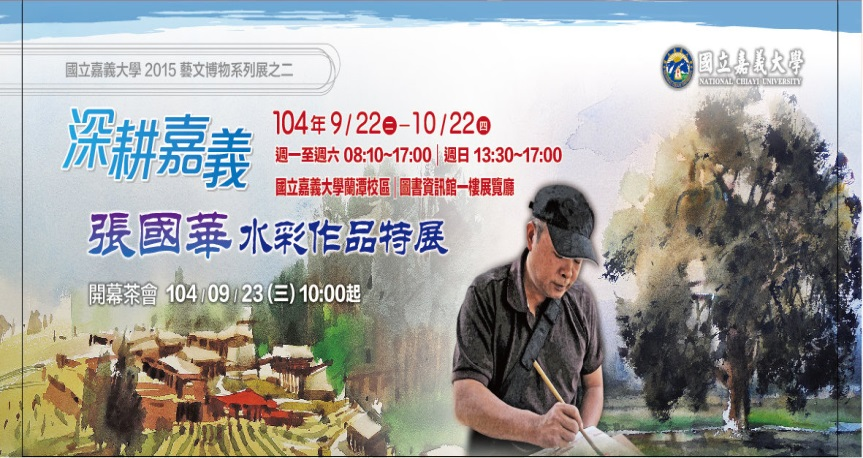 國立嘉義大學 2015 藝文博物系列展之二
國立嘉義大學
NATIONAL CHIAYI UNIVERSITY
深耕嘉義
104年 9/22㊁-10/22㊃
週一至週六 08:10~17:00│週日 13:30~17:00
國立嘉義大學蘭潭校區│圖書資訊館一樓展覽廳
張國華水彩作品特展
開幕茶會 104/09/23(三)10:00起